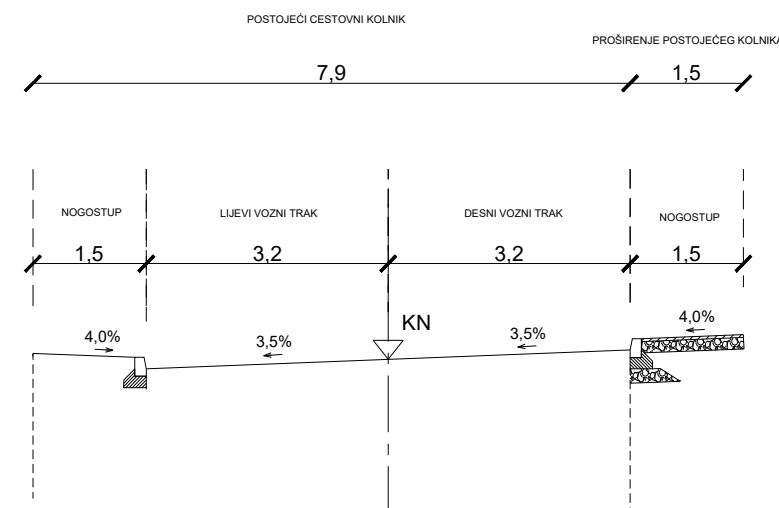 POSTOJEĆI CESTOVNI KOLNIK
PROŠIRENJE POSTOJEĆEG KOLNIKA
7,9 1,5
NOGOSTUP LIJEVI VOZNI TRAK DESNI VOZNI TRAK NOGOSTUP
1,5 3,2 3,2 1,5
KN
4,0% 3,5% 3,5% 4,0%